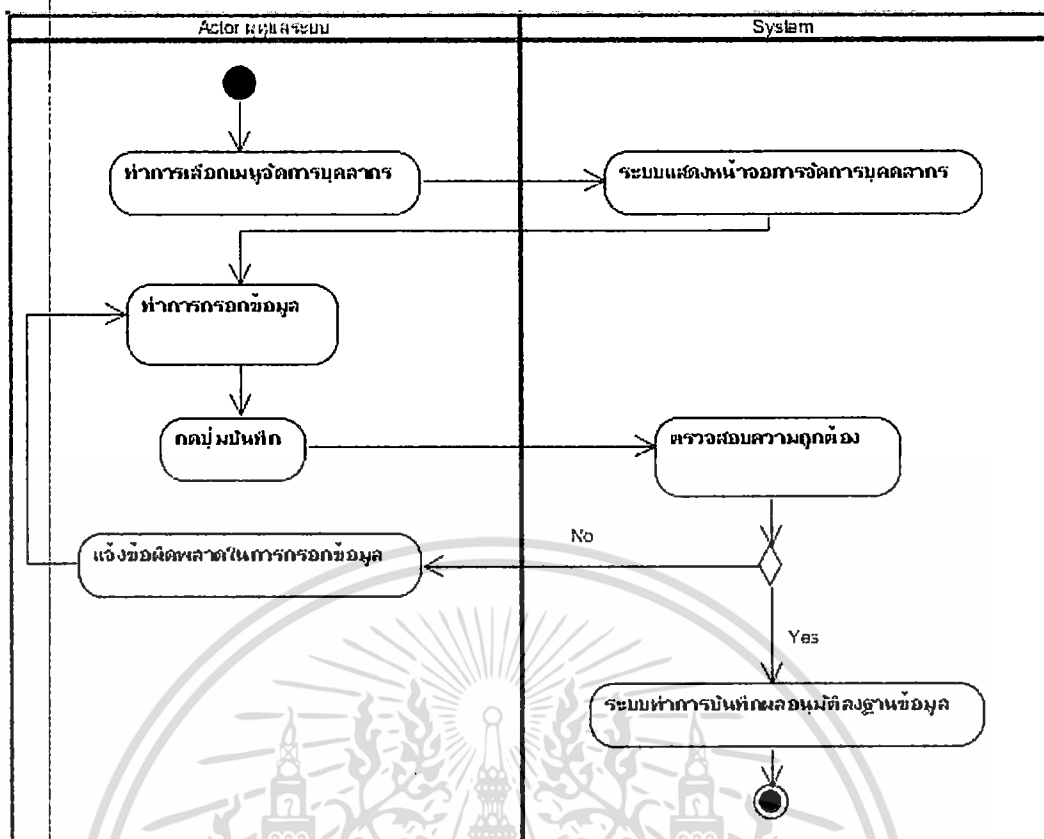 Actor ผู้ดูแลระบบ
System
ทำการเลือกเมนูจัดการบุคลากร
ระบบแสดงหน้าจอการจัดการบุคคลากร
ทำการกรอกข้อมูล
กดปุ่มบันทึก
ตรวจสอบความถูกต้อง
No
แจ้งข้อผิดพลาดในการกรอกข้อมูล
Yes
ระบบทำการบันทึกผลอนุมัติลงฐานข้อมูล